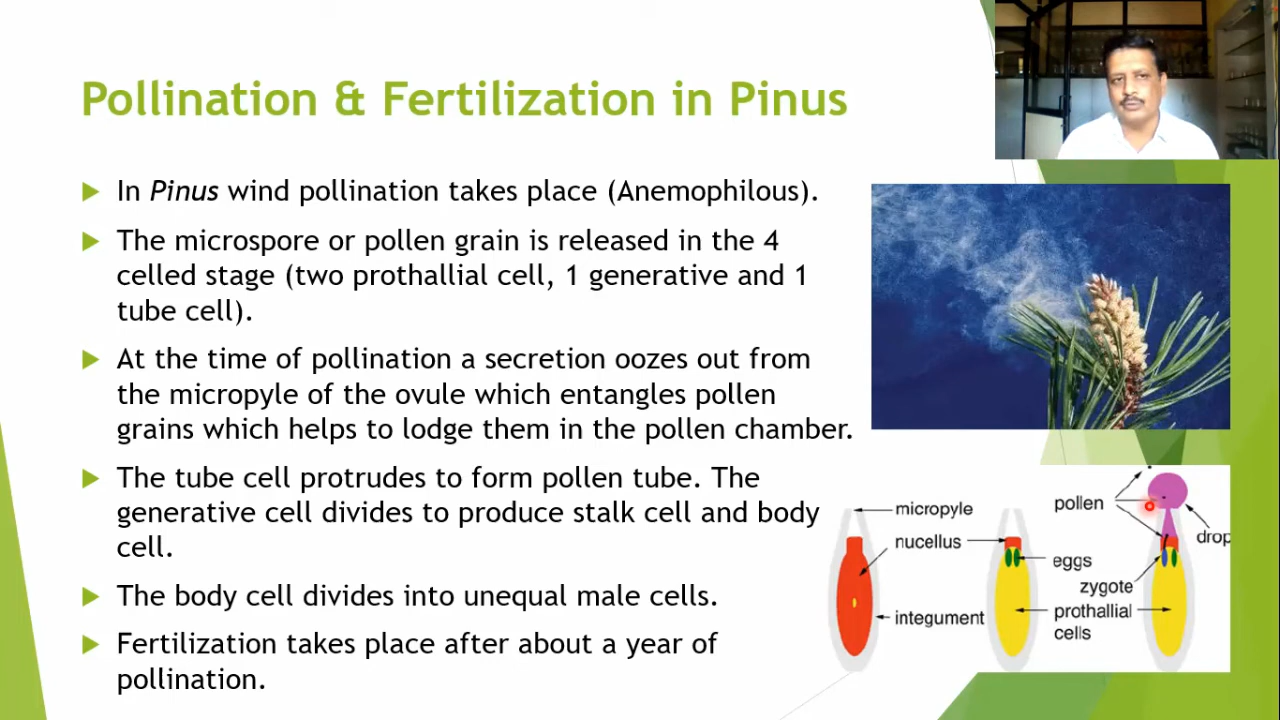 Pollination & Fertilization in Pinus
In Pinus wind pollination takes place (Anemophilous).
The microspore or pollen grain is released in the 4
celled stage (two prothallial cell, 1 generative and 1
tube cell).
At the time of pollination a secretion oozes out from
the micropyle of the ovule which entangles pollen
grains which helps to lodge them in the pollen chamber.
The tube cell protrudes to form pollen tube. The
generative cell divides to produce stalk cell and body
cell.
The body cell divides into unequal male cells.
Fertilization takes place after about a year of
pollination.
micropyle
nucellus
integument
eggs
pollen
drop
zygote
prothallial
cells